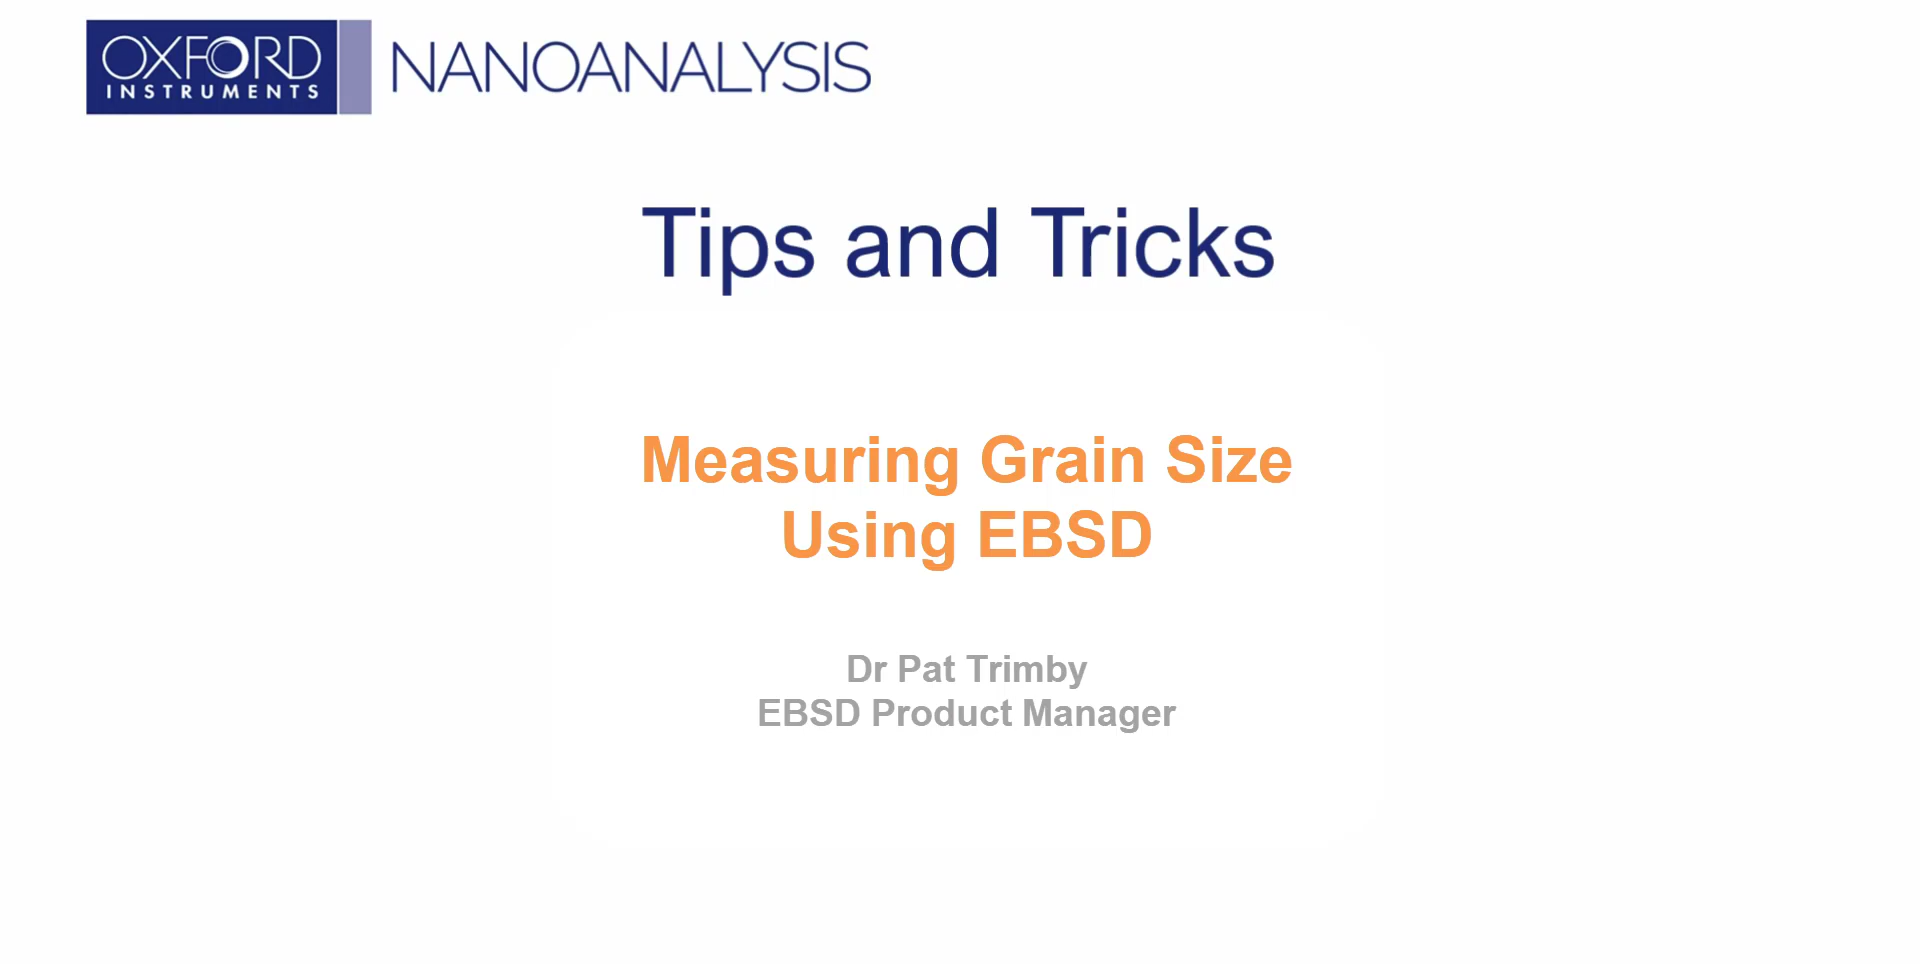 OXFORD
INSTRUMENTS
NANOANALYSIS
Tips and Tricks
Measuring Grain Size
Using EBSD
Dr Pat Trimby
EBSD Product Manager